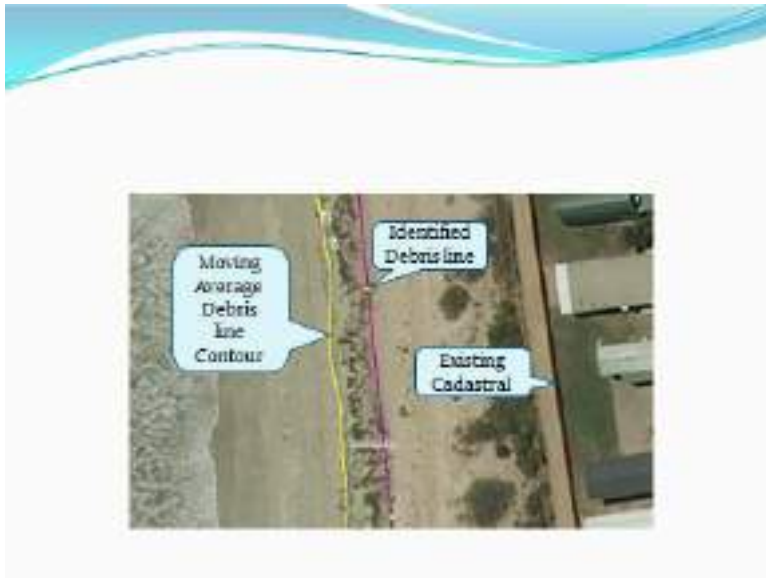 Moving
Average
Debris
line
Contour
Identified
Debris line
Existing
Cadastral